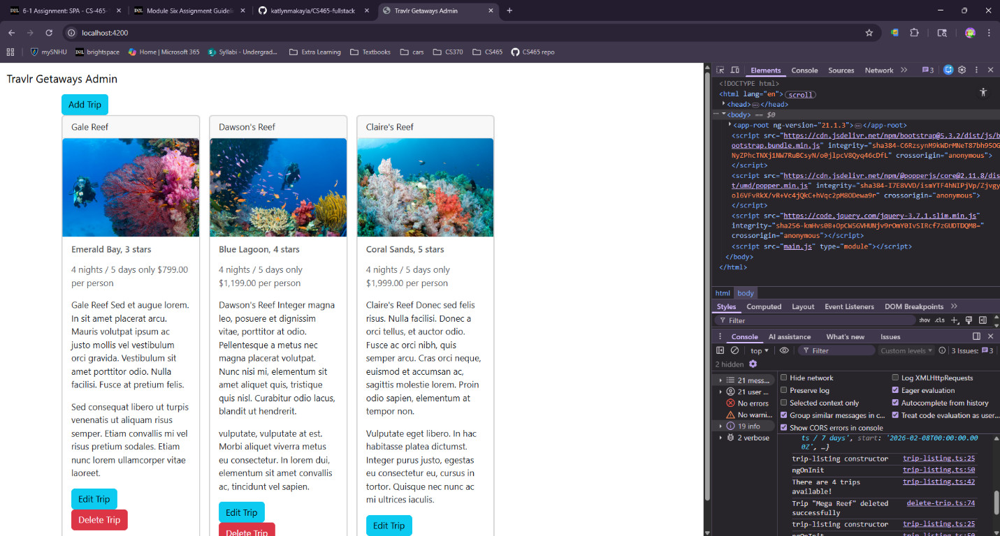 6-1 Assignment: SPA - CS-465-
Module Six Assignment Guideli
katlynmakayla/CS465-fullstack
Travlr Getaways Admin
localhost:4200
mySNHU
brightspace
Home | Microsoft 365
Syllabi - Undergrad...
Extra Learning
Textbooks
cars
CS370
CS465
CS465 repo
Travlr Getaways Admin
Add Trip
Gale Reef
Emerald Bay, 3 stars
4 nights / 5 days only $799.00
per person
Gale Reef Sed et augue lorem.
In sit amet placerat arcu.
Mauris volutpat ipsum ac
justo mollis vel vestibulum
orci gravida. Vestibulum sit
amet porttitor odio. Nulla
facilisi. Fusce at pretium felis.
Sed consequat libero ut turpis
venenatis ut aliquam risus
semper. Etiam convallis mi vel
risus pretium sodales. Etiam
nunc lorem ullamcorper vitae
laoreet.
Edit Trip
Delete Trip
Dawson's Reef
Blue Lagoon, 4 stars
4 nights / 5 days only
$1,199.00 per person
Dawson's Reef Integer magna
leo, posuere et dignissim
vitae, porttitor at odio.
Pellentesque a metus nec
magna placerat volutpat.
Nunc nisi mi, elementum sit
amet aliquet quis, tristique
quis nisl. Curabitur odio lacus,
blandit ut hendrerit.
vulputate, vulputate at est.
Morbi aliquet viverra metus
eu consectetur. In lorem dui,
elementum sit amet convallis
ac, tincidunt vel sapien.
Edit Trip
Delete Trip
Claire's Reef
Coral Sands, 5 stars
4 nights / 5 days only
$1,999.00 per person
Claire's Reef Donec sed felis
risus. Nulla facilisi. Donec a
orci tellus, et auctor odio.
Fusce ac orci nibh, quis
semper arcu. Cras orci neque,
euismod et accumsan ac,
sagittis molestie lorem. Proin
odio sapien, elementum at
tempor non.
Vulputate eget libero. In hac
habitasse platea dictumst.
Integer purus justo, egestas
eu consectetur eu, cursus in
tortor. Quisque nec nunc ac
mi ultrices iaculis.
Edit Trip
Elements Console Sources Network 3
<!DOCTYPE html>
<html lang="en"> scroll
<head> </head>
<body> == $0
<app-root ng-version="21.1.3"> </app-root>
<script src="https://cdn.jsdelivr.net/npm/bootstrap@5.3.2/dist/js/b
ootstrap.bundle.min.js" integrity="sha384-C6RzsynM9kWDrMNeT87bh95OG
NyZPhcTNXj1NW7RuBCsyN/o0jlpcV8Qyq46cDfL" crossorigin="anonymous">
</script>
<script src="https://cdn.jsdelivr.net/npm/@popperjs/core@2.11.8/dis
t/umd/popper.min.js" integrity="sha384-I7E8VVD/ismYTF4hNIPjVp/Zjvgy
ol6VFvRkX/vR+Vc4jQkC+hVqc2pM8ODewa9r" crossorigin="anonymous">
</script>
<script src="https://code.jquery.com/jquery-3.7.1.slim.min.js"
integrity="sha256-kmHvs0B+OpCW5GVHUNjv9rOmY0IvSIRcf7zGUDTDQM8="
crossorigin="anonymous"></script>
<script src="main.js" type="module"></script>
</body>
</html>
html body
Styles Computed Layout Event Listeners DOM Breakpoints
Filter :hov .cls
Console AI assistance What's new Issues
top Filter Custom levels 3 Issues: 3
2 hidden
21 mess...
21 user ...
No errors
No warni...
19 info
2 verbose
Hide network Log XMLHttpRequests
Preserve log Eager evaluation
Selected context only Autocomplete from history
Group similar messages in c... Treat code evaluation as user...
Show CORS errors in console
ts / 7 days', start: '2026-02-08T00:00:00.00
0Z', …}
trip-listing constructor trip-listing.ts:25
ngOnInit trip-listing.ts:50
There are 4 trips trip-listing.ts:42
available!
Trip "Mega Reef" deleted delete-trip.ts:74
successfully
trip-listing constructor trip-listing.ts:25
ngOnInit trip-listing.ts:50